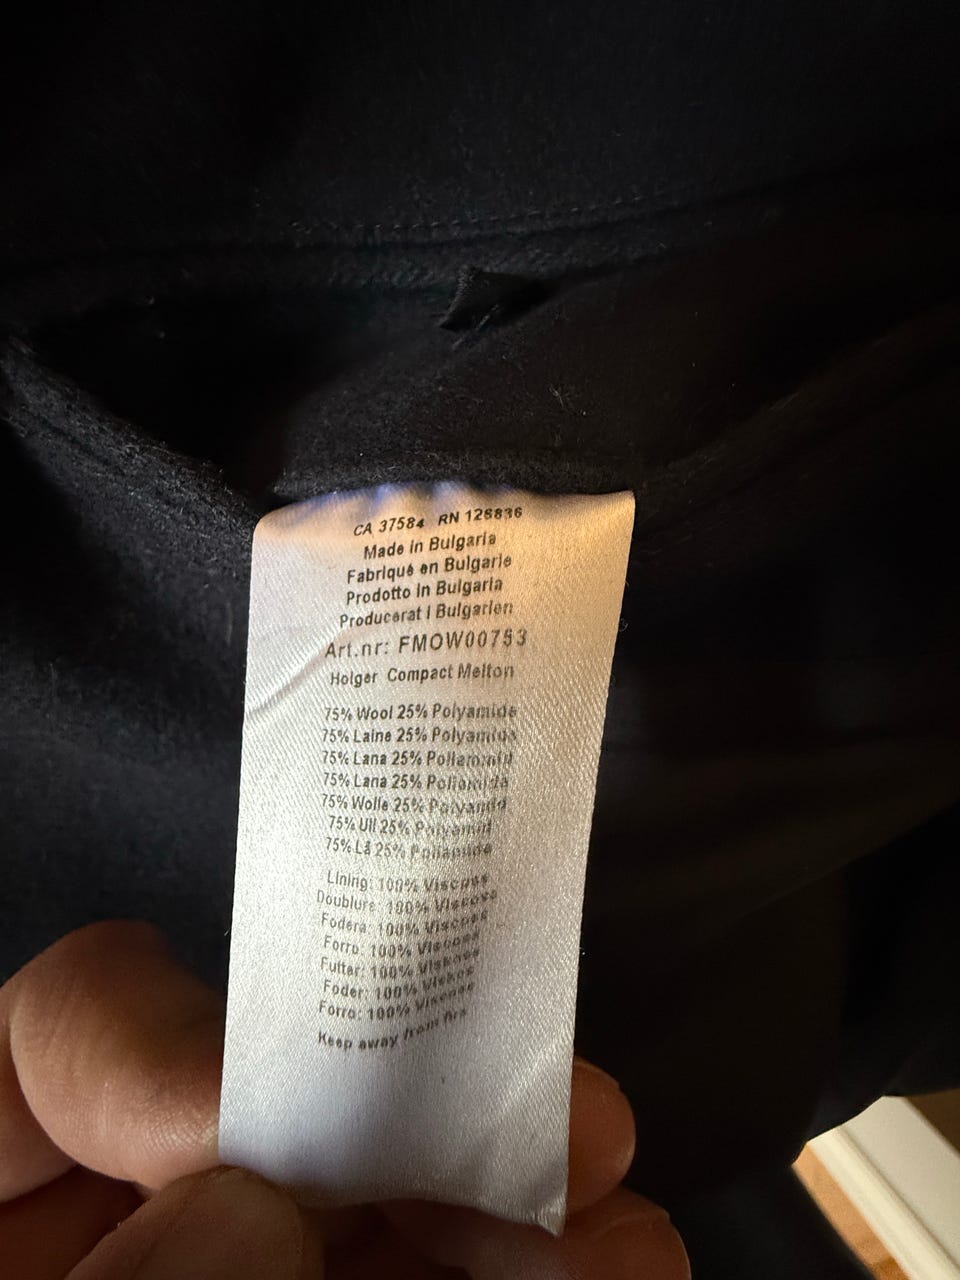 CA 37584 RN 126836
Made in Bulgaria
Fabriqué en Bulgarie
Prodotto in Bulgaria
Producerat i Bulgarien
Art.nr: FMOW00753
Holger Compact Melton
75% Wool 25% Polyamide
75% Laine 25% Polyamide
75% Lana 25% Poliammid
75% Lana 25% Poliamida
75% Wolle 25% Polyamid
75% Ull 25% Polyamid
75% Lã 25% Poliamida
Lining: 100% Viscose
Doublure: 100% Viscose
Fodera: 100% Viscose
Forro: 100% Viscosa
Futter: 100% Viskose
Foder: 100% Viskos
Forro: 100% Viscose
Keep away from fire